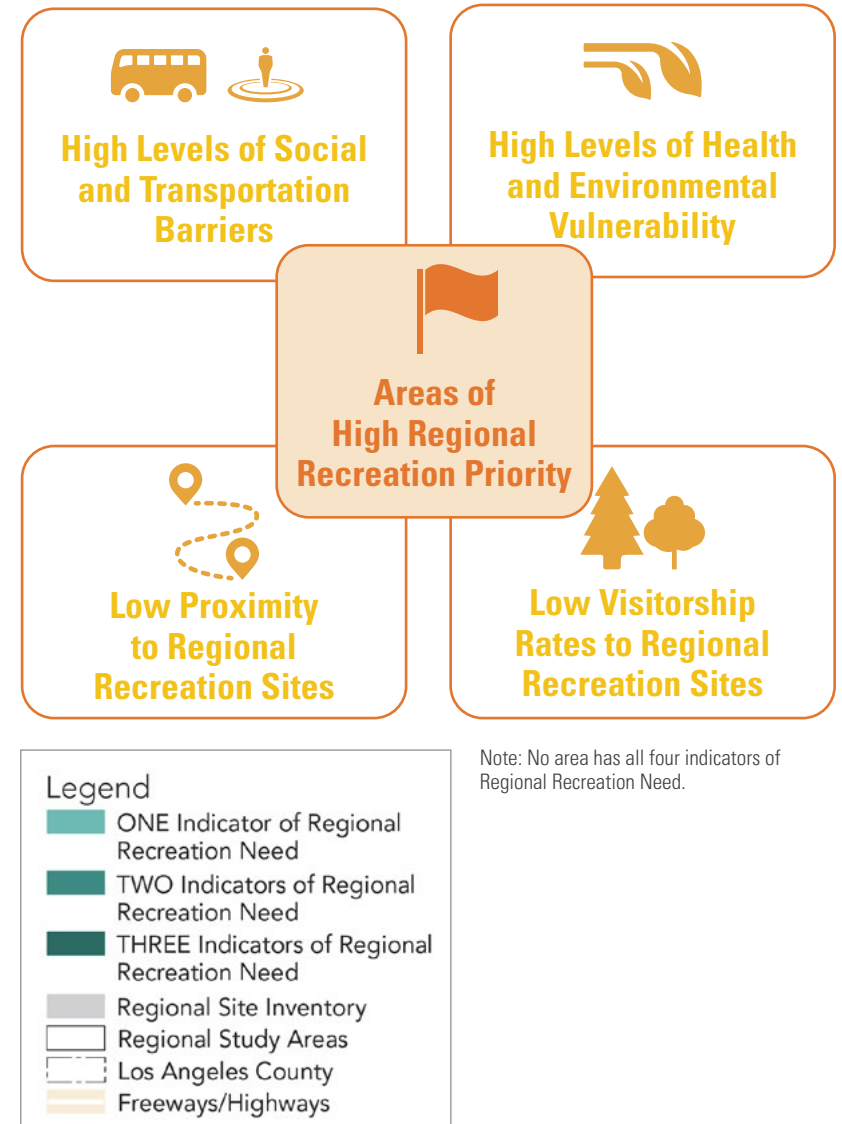 High Levels of Social
and Transportation
Barriers
High Levels of Health
and Environmental
Vulnerability
Areas of
High Regional
Recreation Priority
Low Proximity
to Regional
Recreation Sites
Low Visitorship
Rates to Regional
Recreation Sites
Note: No area has all four indicators of
Regional Recreation Need.
Legend
ONE Indicator of Regional
Recreation Need
TWO Indicators of Regional
Recreation Need
THREE Indicators of Regional
Recreation Need
Regional Site Inventory
Regional Study Areas
Los Angeles County
Freeways/Highways